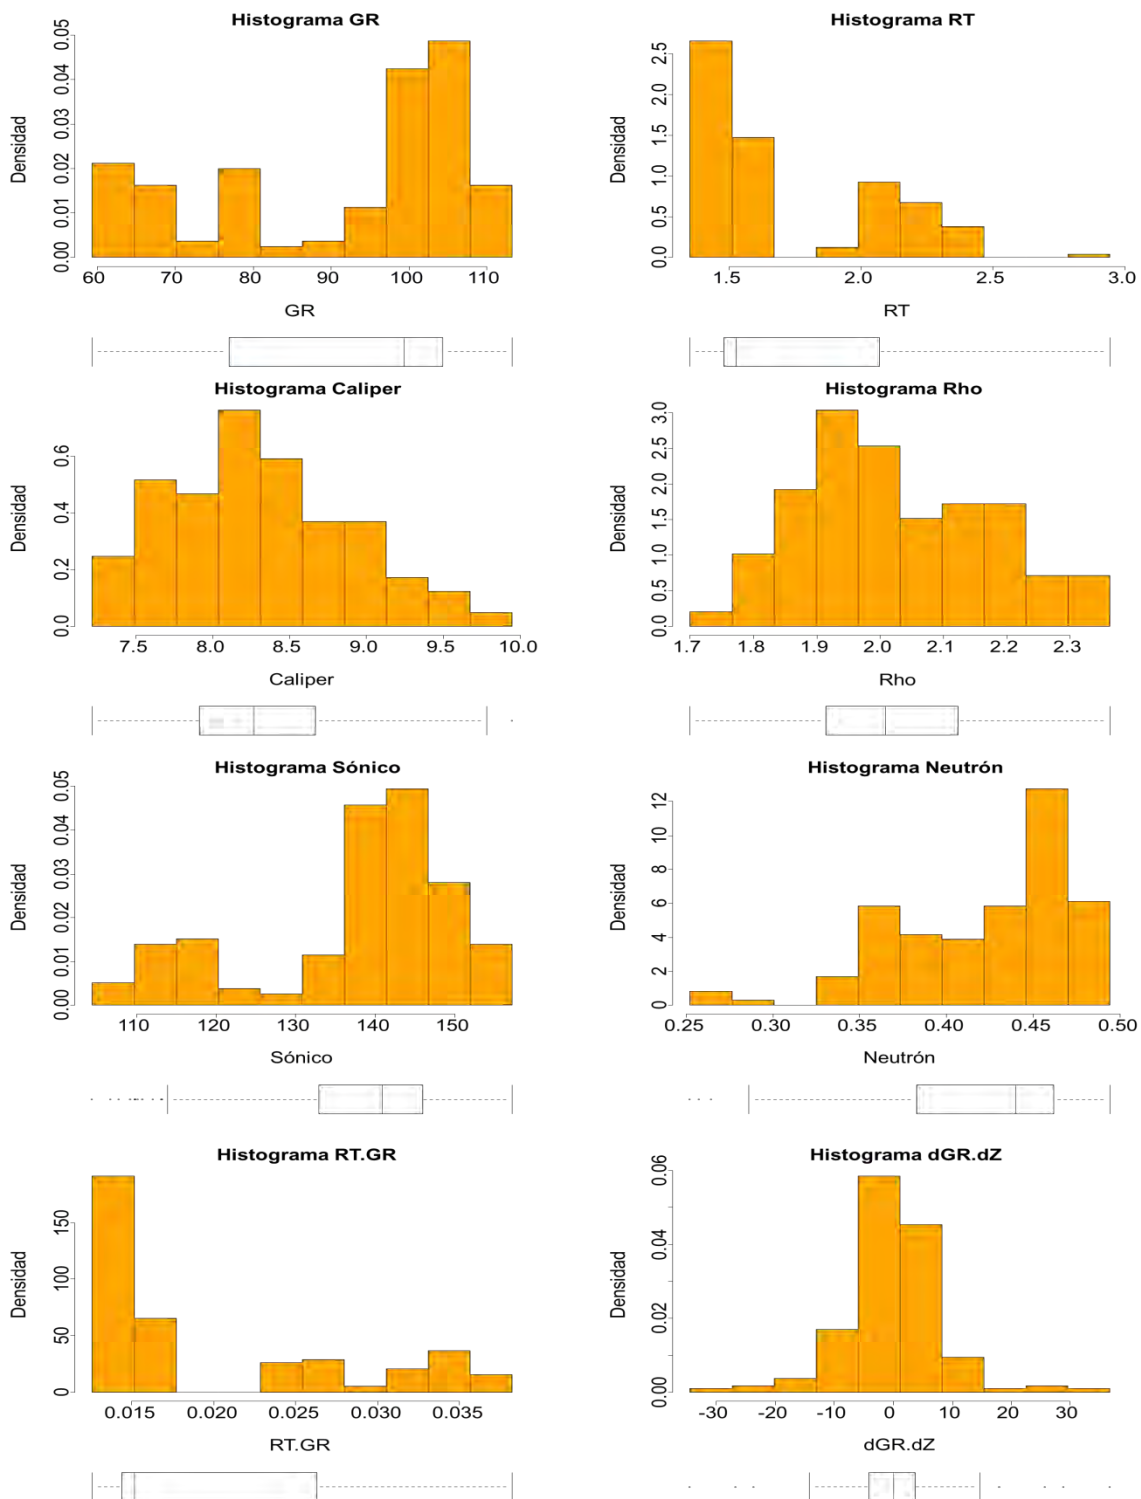 Histograma GR
Densidad
0.00 0.01 0.02 0.03 0.04 0.05
60 70 80 90 100 110
GR
Histograma RT
Densidad
0.0 0.5 1.0 1.5 2.0 2.5
1.5 2.0 2.5 3.0
RT
Histograma Caliper
Densidad
0.0 0.2 0.4 0.6
7.5 8.0 8.5 9.0 9.5 10.0
Caliper
Histograma Rho
Densidad
0.0 0.5 1.0 1.5 2.0 2.5 3.0
1.7 1.8 1.9 2.0 2.1 2.2 2.3
Rho
Histograma Sónico
Densidad
0.00 0.01 0.02 0.03 0.04 0.05
110 120 130 140 150
Sónico
Histograma Neutrón
Densidad
0 2 4 6 8 10 12
0.25 0.30 0.35 0.40 0.45 0.50
Neutrón
Histograma RT.GR
Densidad
0 50 100 150
0.015 0.020 0.025 0.030 0.035
RT.GR
Histograma dGR.dZ
Densidad
0.00 0.02 0.04 0.06
-30 -20 -10 0 10 20 30
dGR.dZ